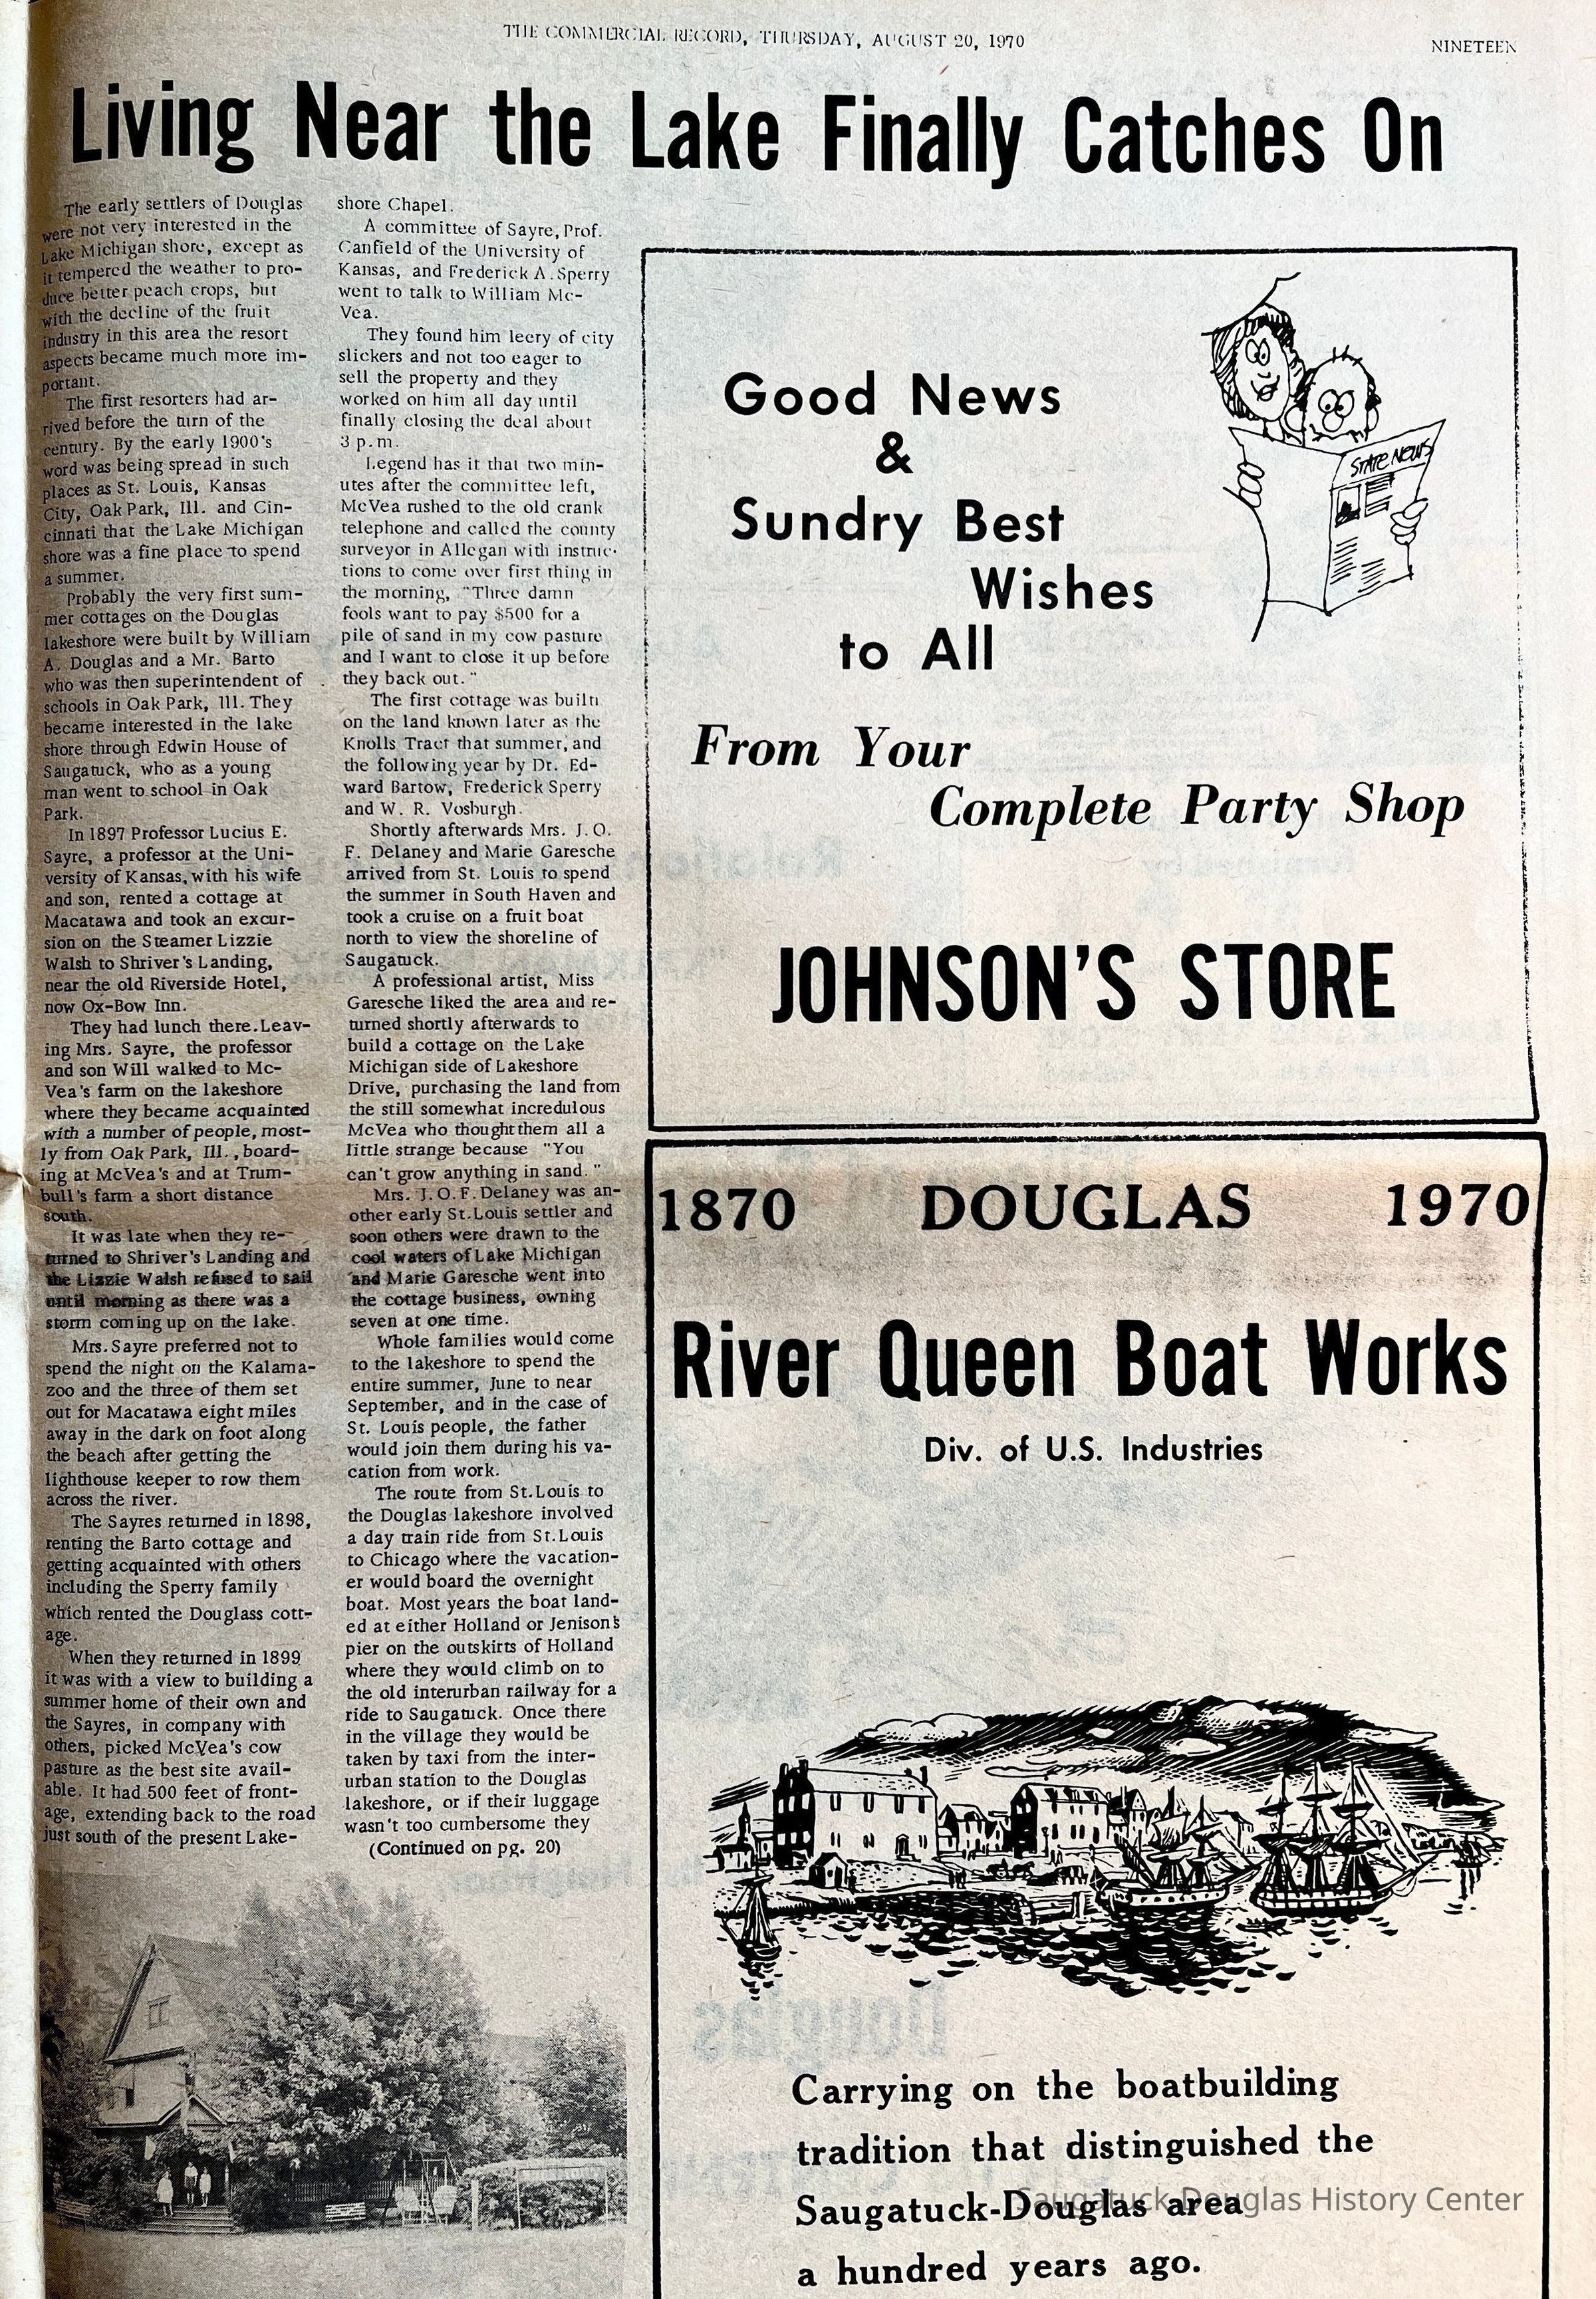 THE COMMERCIAL RECORD, THURSDAY, AUGUST 20, 1970
NINETEEN
Living Near the Lake Finally Catches On
The early settlers of Douglas
were not very interested in the
Lake Michigan shore, except as
it tempered the weather to pro-
duce better peach crops, but
with the decline of the fruit
industry in this area the resort
aspects became much more im-
portant.
The first resorters had ar-
rived before the turn of the
century. By the early 1900's
word was being spread in such
places as St. Louis, Kansas
City, Oak Park, Ill. and Cin-
cinnati that the Lake Michigan
shore was a fine place to spend
a summer.
Probably the very first sum-
mer cottages on the Douglas
lakeshore were built by William
A. Douglas and a Mr. Barto
who was then superintendent of
schools in Oak Park, Ill. They
became interested in the lake
shore through Edwin House of
Saugatuck, who as a young
man went to school in Oak
Park.
In 1897 Professor Lucius E.
Sayre, a professor at the Uni-
versity of Kansas, with his wife
and son, rented a cottage at
Macatawa and took an excur-
sion on the Steamer Lizzie
Walsh to Shriver's Landing,
near the old Riverside Hotel,
now Ox-Bow Inn.
They had lunch there. Leav-
ing Mrs. Sayre, the professor
and son Will walked to Mc-
Vea's farm on the lakeshore
where they became acquainted
with a number of people, most-
ly from Oak Park, Ill., board-
ing at McVea's and at Trum-
bull's farm a short distance
south.
It was late when they re-
turned to Shriver's Landing and
the Lizzie Walsh refused to sail
until morning as there was a
storm coming up on the lake.
Mrs. Sayre preferred not to
spend the night on the Kalama-
zoo and the three of them set
out for Macatawa eight miles
away in the dark on foot along
the beach after getting the
lighthouse keeper to row them
across the river.
The Sayres returned in 1898,
renting the Barto cottage and
getting acquainted with others
including the Sperry family
which rented the Douglass cott-
age.
When they returned in 1899
it was with a view to building a
summer home of their own and
the Sayres, in company with
others, picked McVea's cow
pasture as the best site avail-
able. It had 500 feet of front-
age, extending back to the road
just south of the present Lake-
shore Chapel.
A committee of Sayre, Prof.
Canfield of the University of
Kansas, and Frederick A. Sperry
went to talk to William Mc-
Vea.
They found him leery of city
slickers and not too eager to
sell the property and they
worked on him all day until
finally closing the deal about
3 p.m.
Legend has it that two min-
utes after the committee left,
McVea rushed to the old crank
telephone and called the county
surveyor in Allegan with instruc-
tions to come over first thing in
the morning, "Three damn
fools want to pay $500 for a
pile of sand in my cow pasture
and I want to close it up before
they back out."
The first cottage was built
on the land known later as the
Knolls Tract that summer, and
the following year by Dr. Ed-
ward Bartow, Frederick Sperry
and W. R. Vosburgh.
Shortly afterwards Mrs. J. O.
F. Delaney and Marie Garesche
arrived from St. Louis to spend
the summer in South Haven and
took a cruise on a fruit boat
north to view the shoreline of
Saugatuck.
A professional artist, Miss
Garesche liked the area and re-
turned shortly afterwards to
build a cottage on the Lake
Michigan side of Lakeshore
Drive, purchasing the land from
the still somewhat incredulous
McVea who thought them all a
little strange because "You
can't grow anything in sand."
Mrs. J. O. F. Delaney was an-
other early St. Louis settler and
soon others were drawn to the
cool waters of Lake Michigan
and Marie Garesche went into
the cottage business, owning
seven at one time.
Whole families would come
to the lakeshore to spend the
entire summer, June to near
September, and in the case of
St. Louis people, the father
would join them during his va-
cation from work.
The route from St. Louis to
the Douglas lakeshore involved
a day train ride from St. Louis
to Chicago where the vacation-
er would board the overnight
boat. Most years the boat land-
ed at either Holland or Jenison's
pier on the outskirts of Holland
where they would climb on to
the old interurban railway for a
ride to Saugatuck. Once there
in the village they would be
taken by taxi from the inter-
urban station to the Douglas
lakeshore, or if their luggage
wasn't too cumbersome they
(Continued on pg. 20)
STATE NEWS
Good News
&
Sundry Best
Wishes
to All
From Your
Complete Party Shop
JOHNSON'S STORE
1870 DOUGLAS 1970
River Queen Boat Works
Div. of U.S. Industries
Carrying on the boatbuilding
tradition that distinguished the
Saugatuck-Douglas area
a hundred years ago.
Saugatuck-Douglas History Center